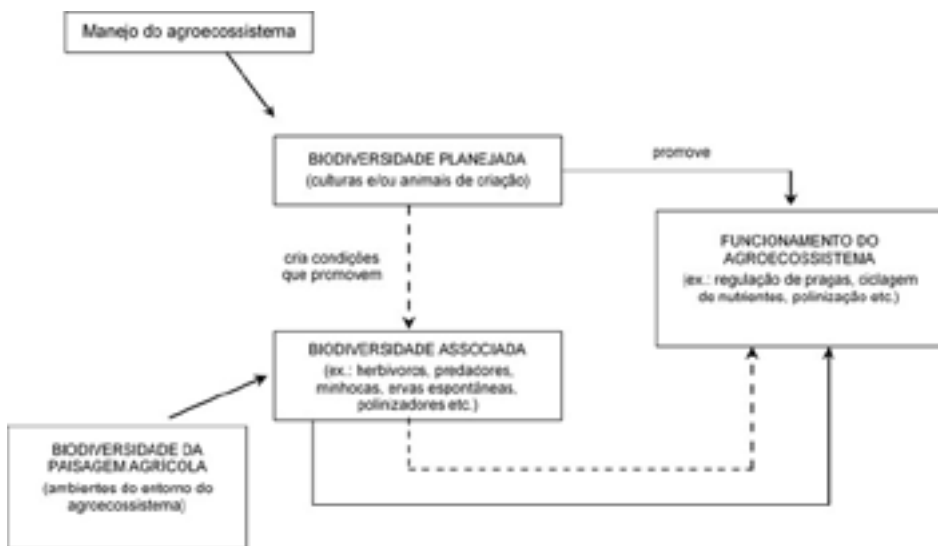 Manejo do agroecossistema
BIODIVERSIDADE PLANEJADA
(culturas e/ou animais de criação)
promove
FUNCIONAMENTO DO
AGROECOSSISTEMA
(ex.: regulação de pragas, ciclagem
de nutrientes, polinização etc.)
cria condições
que promovem
BIODIVERSIDADE ASSOCIADA
(ex.: herbívoros, predadores,
minhocas, ervas espontâneas,
polinizadores etc.)
BIODIVERSIDADE DA
PAISAGEM AGRÍCOLA
(ambientes do entorno do
agroecossistema)